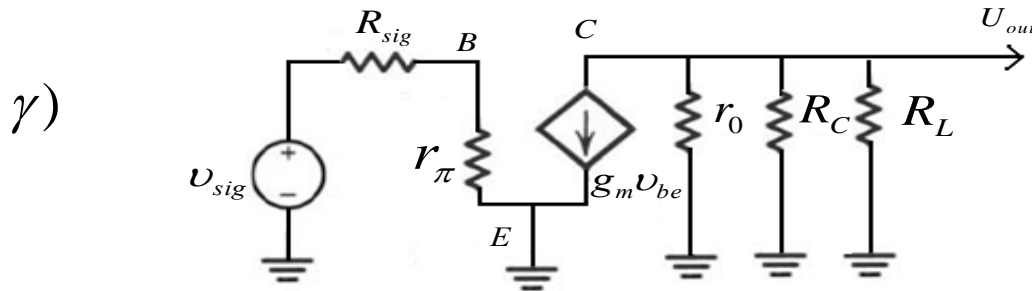 γ)
R_sig
B
C
U_out
υ_sig
+
−
r_π
E
g_m υ_be
r_0
R_C
R_L